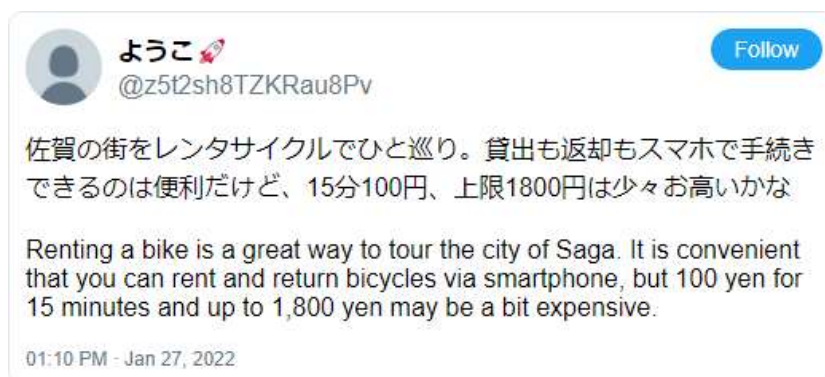 ようこ🚀
@z5t2sh8TZKRau8Pv
Follow
佐賀の街をレンタサイクルでひと巡り。貸出も返却もスマホで手続き
できるのは便利だけど、15分100円、上限1800円は少々お高いかな
Renting a bike is a great way to tour the city of Saga. It is convenient
that you can rent and return bicycles via smartphone, but 100 yen for
15 minutes and up to 1,800 yen may be a bit expensive.
01:10 PM · Jan 27, 2022